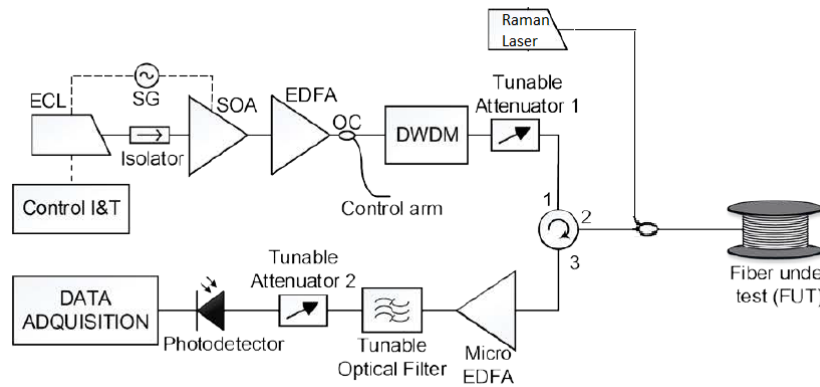 Raman
Laser
ECL
SG
SOA
EDFA
OC
Isolator
DWDM
Tunable
Attenuator 1
Control I&T
Control arm
1
2
3
Fiber unde
test (FUT)
DATA
ADQUISITION
Photodetector
Tunable
Attenuator 2
Tunable
Optical Filter
Micro
EDFA